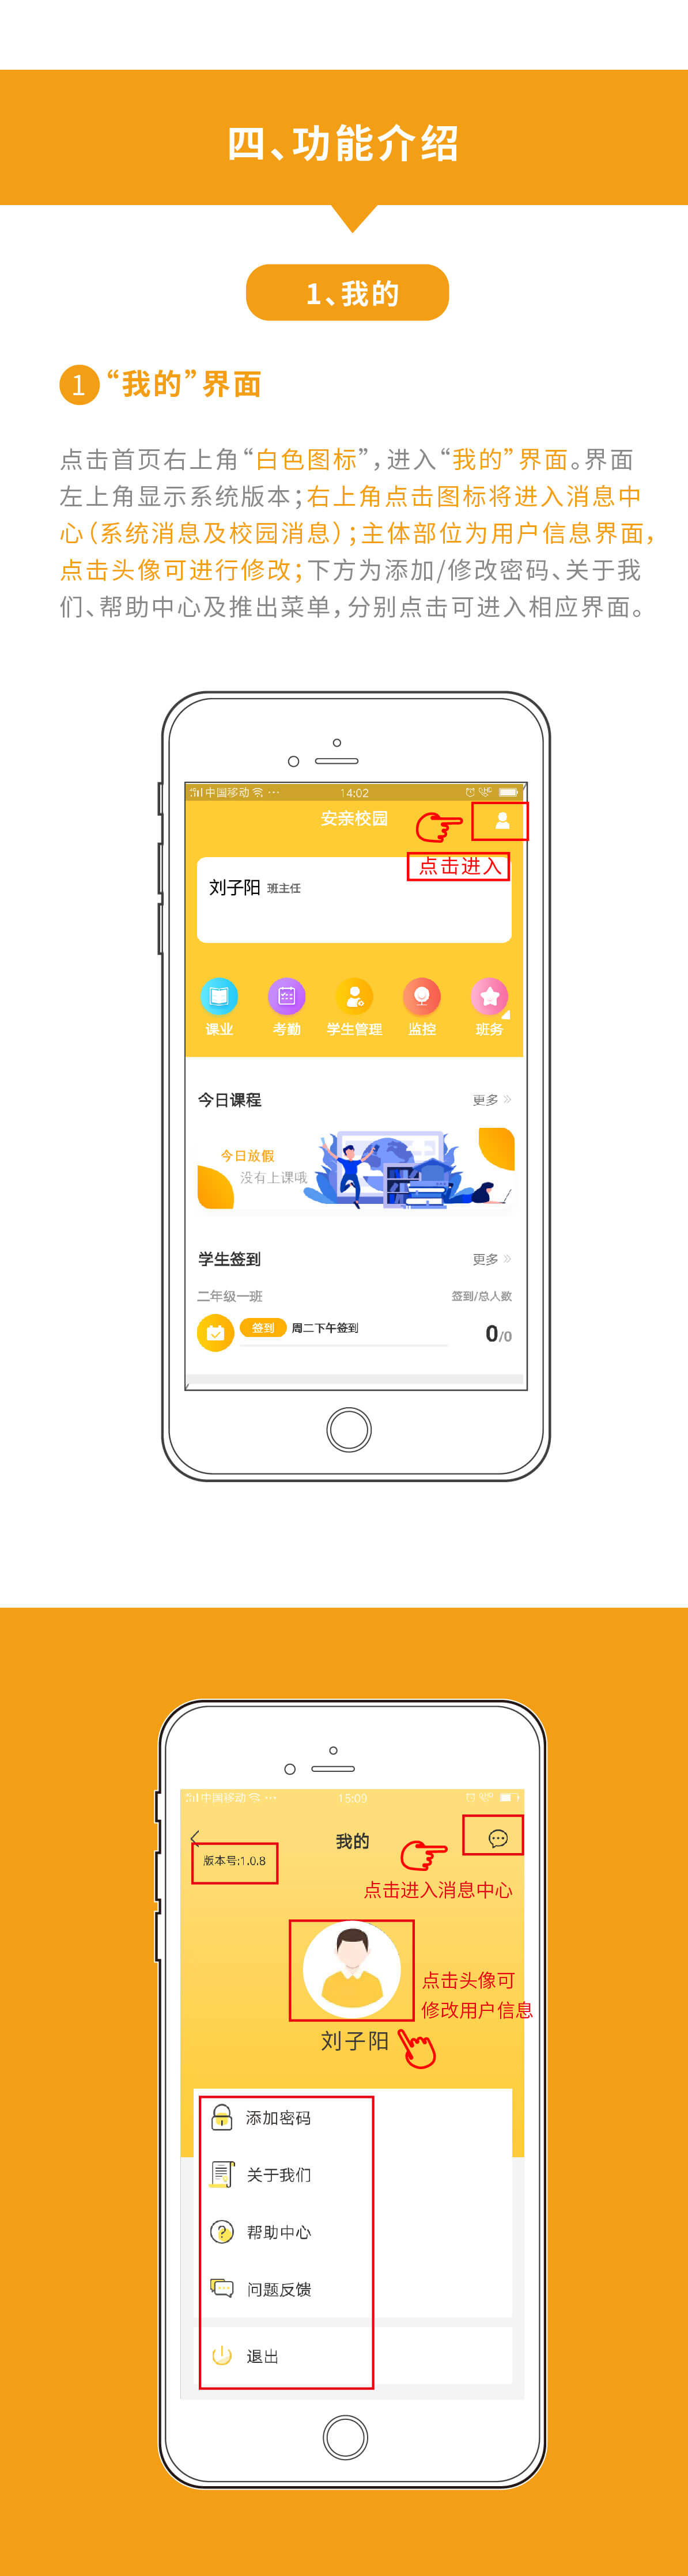 四、功能介绍
1、我的
1 “我的”界面
点击首页右上角“白色图标”，进入“我的”界面。界面
左上角显示系统版本；右上角点击图标将进入消息中
心（系统消息及校园消息）；主体部位为用户信息界面，
点击头像可进行修改；下方为添加/修改密码、关于我
们、帮助中心及推出菜单，分别点击可进入相应界面。
中国移动 14:02
安亲校园
点击进入
刘子阳 班主任
课业 考勤 学生管理 监控 班务
今日课程 更多
今日放假
没有上课哦
学生签到 更多
二年级一班 签到/总人数
签到 周二下午签到 0/0
中国移动 15:09
我的
版本号:1.0.8
点击进入消息中心
点击头像可
修改用户信息
刘子阳
添加密码
关于我们
帮助中心
问题反馈
退出